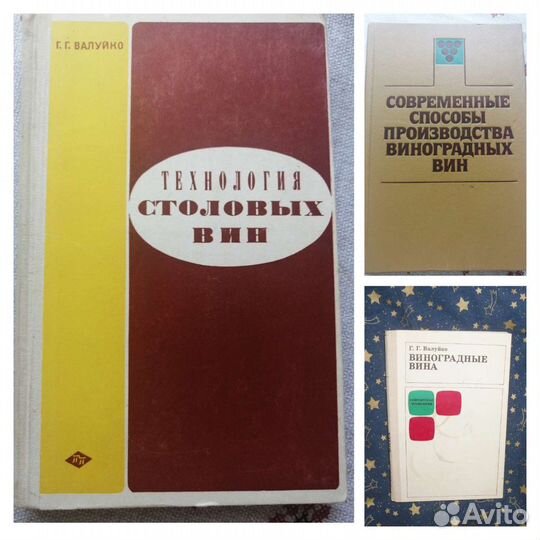 Г. Г. ВАЛУЙКО
ТЕХНОЛОГИЯ
СТОЛОВЫХ
ВИН
СОВРЕМЕННЫЕ
СПОСОБЫ
ПРОИЗВОДСТВА
ВИНОГРАДНЫХ
ВИН
Г. Г. Валуйко
ВИНОГРАДНЫЕ
ВИНА
Avito